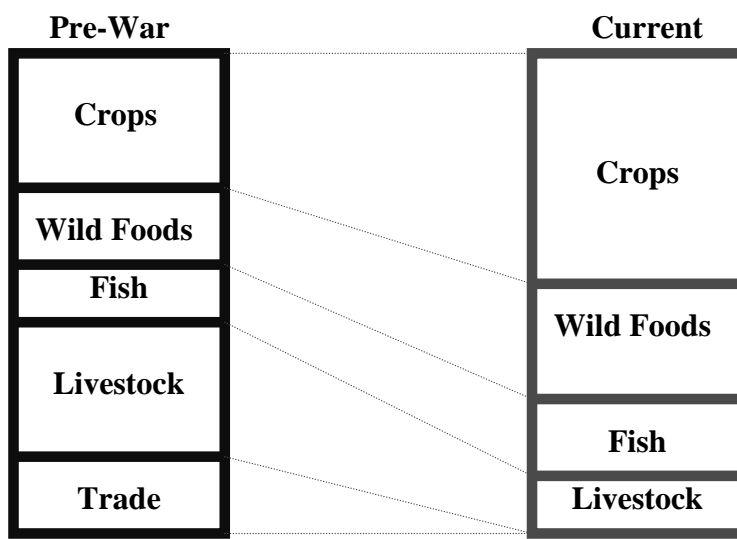 Pre-War
Current
Crops
Wild Foods
Fish
Livestock
Trade
Crops
Wild Foods
Fish
Livestock